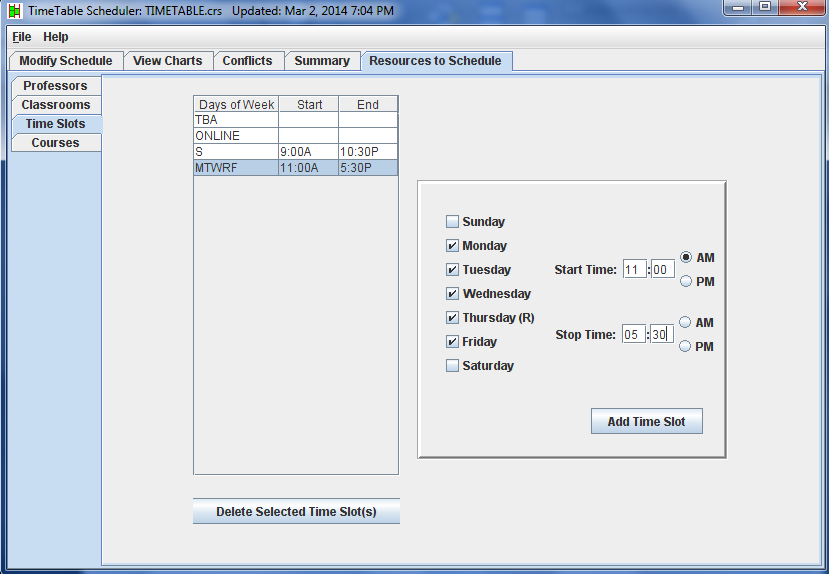 TimeTable Scheduler: TIMETABLE.crs Updated: Mar 2, 2014 7:04 PM
File Help
Modify Schedule View Charts Conflicts Summary Resources to Schedule
Professors
Classrooms
Time Slots
Courses
Days of Week Start End
TBA
ONLINE
S 9:00A 10:30P
MTWRF 11:00A 5:30P
Sunday
Monday
Tuesday
Wednesday
Thursday (R)
Friday
Saturday
Start Time: 11 : 00
AM
PM
Stop Time: 05 : 30
AM
PM
Add Time Slot
Delete Selected Time Slot(s)